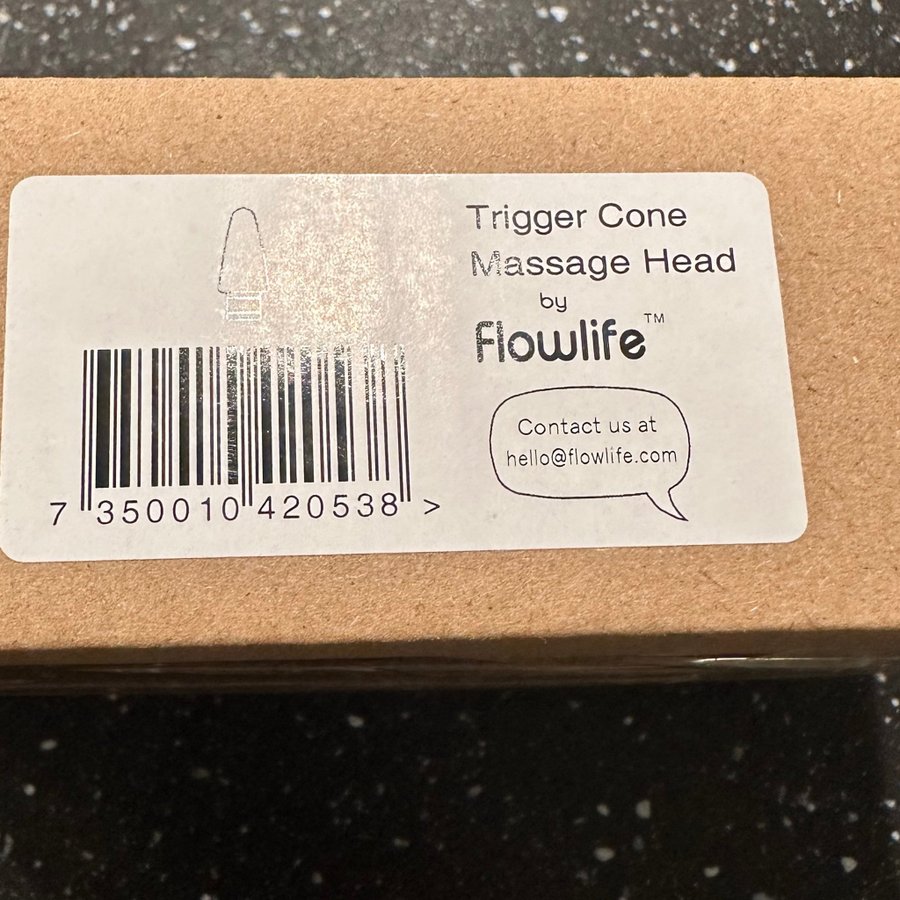 Trigger Cone
Massage Head
by
flowlife™
Contact us at
hello@flowlife.com
7 350010 420538 >